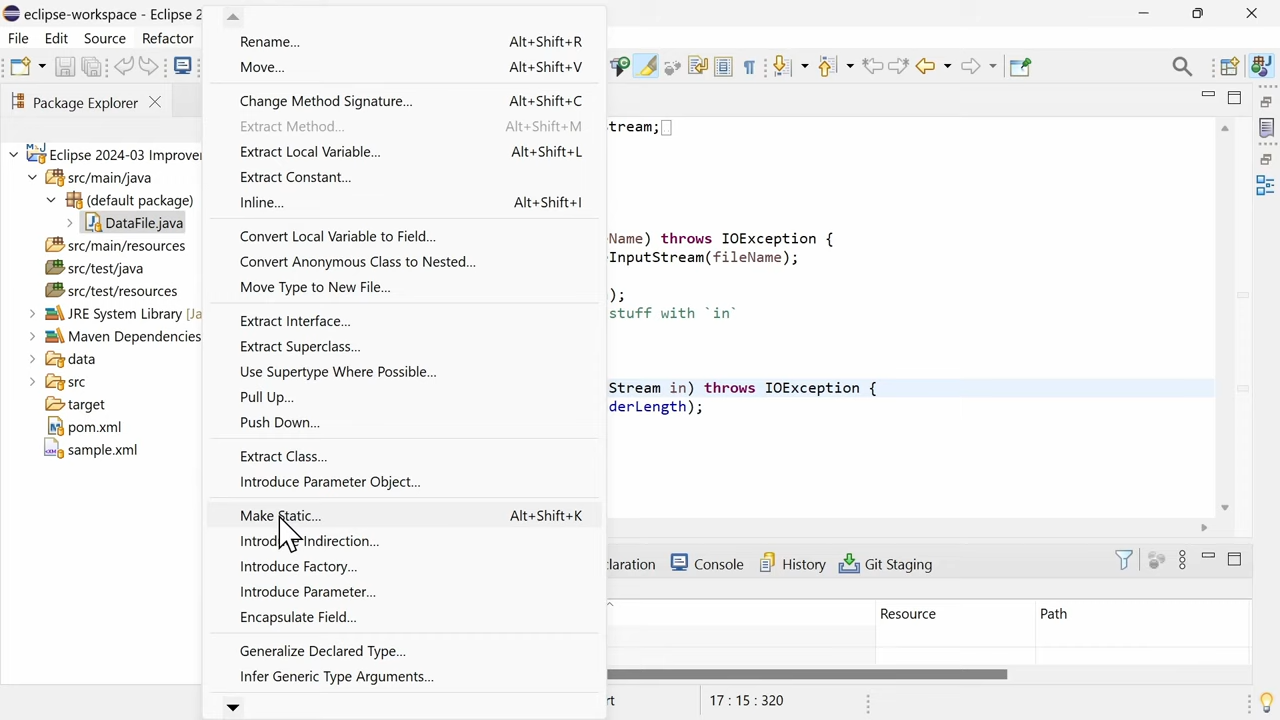 eclipse-workspace - Eclipse 2
File Edit Source Refactor
Package Explorer
Eclipse 2024-03 Improver
src/main/java
(default package)
DataFile.java
src/main/resources
src/test/java
src/test/resources
JRE System Library [Ja
Maven Dependencies
data
src
target
pom.xml
sample.xml
Rename... Alt+Shift+R
Move... Alt+Shift+V
Change Method Signature... Alt+Shift+C
Extract Method... Alt+Shift+M
Extract Local Variable... Alt+Shift+L
Extract Constant...
Inline... Alt+Shift+I
Convert Local Variable to Field...
Convert Anonymous Class to Nested...
Move Type to New File...
Extract Interface...
Extract Superclass...
Use Supertype Where Possible...
Pull Up...
Push Down...
Extract Class...
Introduce Parameter Object...
Make Static... Alt+Shift+K
Introduce Indirection...
Introduce Factory...
Introduce Parameter...
Encapsulate Field...
Generalize Declared Type...
Infer Generic Type Arguments...
tream;
Name) throws IOException {
InputStream(fileName);
);
stuff with `in`
Stream in) throws IOException {
derLength);
laration Console History Git Staging
Resource Path
rt 17 : 15 : 320